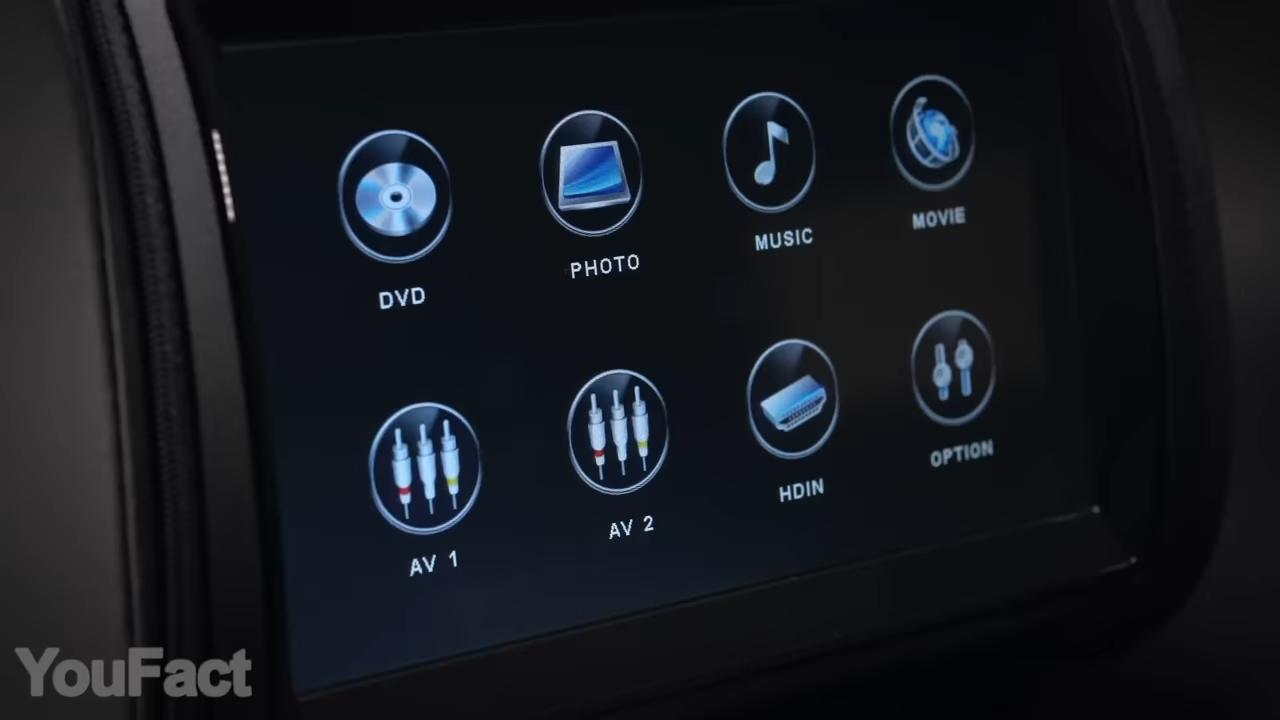 DVD
PHOTO
MUSIC
MOVIE
AV 1
AV 2
HDIN
OPTION
YouFact